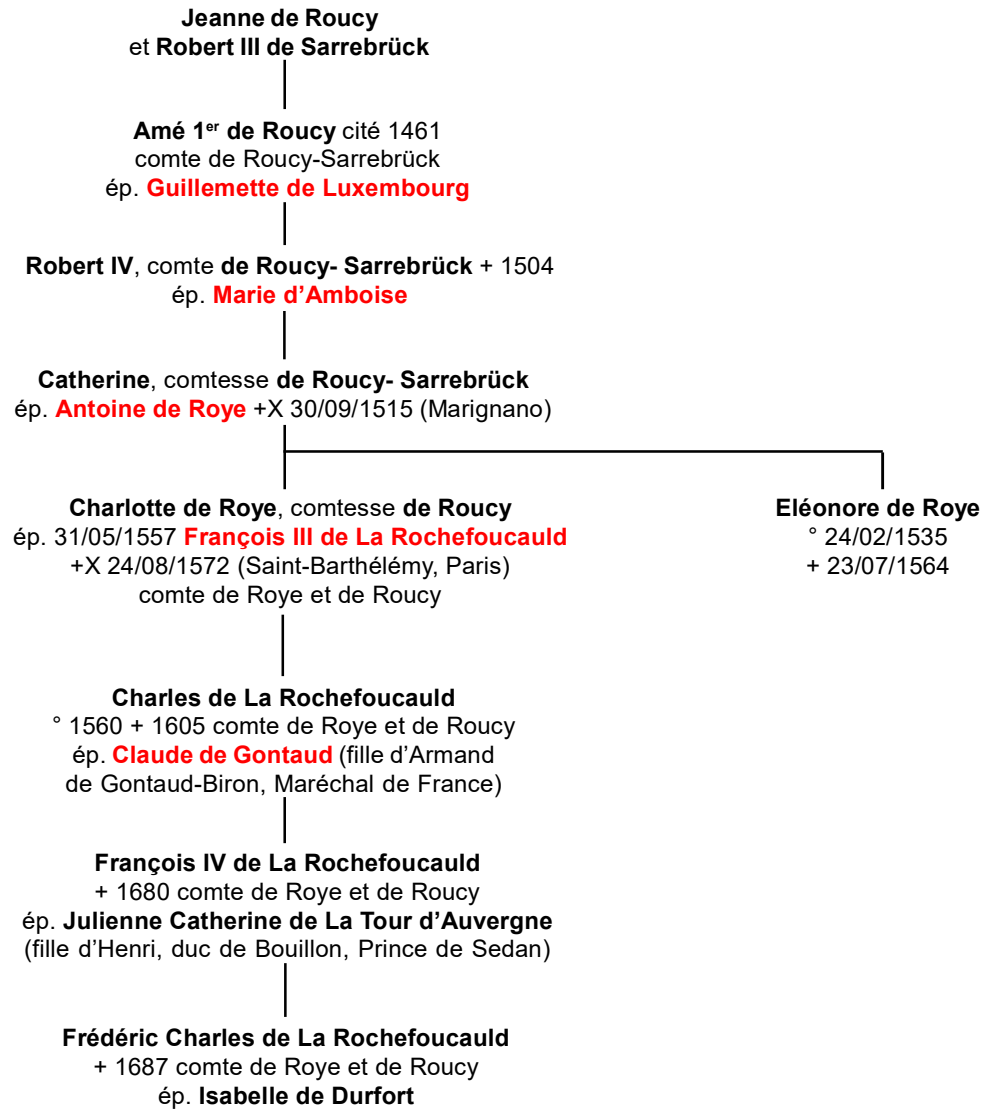 Jeanne de Roucy
et Robert III de Sarrebrück
Amé 1er de Roucy cité 1461
comte de Roucy-Sarrebrück
ép. Guillemette de Luxembourg
Robert IV, comte de Roucy- Sarrebrück + 1504
ép. Marie d’Amboise
Catherine, comtesse de Roucy- Sarrebrück
ép. Antoine de Roye +X 30/09/1515 (Marignano)
Charlotte de Roye, comtesse de Roucy
ép. 31/05/1557 François III de La Rochefoucauld
+X 24/08/1572 (Saint-Barthélémy, Paris)
comte de Roye et de Roucy
Eléonore de Roye
° 24/02/1535
+ 23/07/1564
Charles de La Rochefoucauld
° 1560 + 1605 comte de Roye et de Roucy
ép. Claude de Gontaud (fille d’Armand
de Gontaud-Biron, Maréchal de France)
François IV de La Rochefoucauld
+ 1680 comte de Roye et de Roucy
ép. Julienne Catherine de La Tour d’Auvergne
(fille d’Henri, duc de Bouillon, Prince de Sedan)
Frédéric Charles de La Rochefoucauld
+ 1687 comte de Roye et de Roucy
ép. Isabelle de Durfort